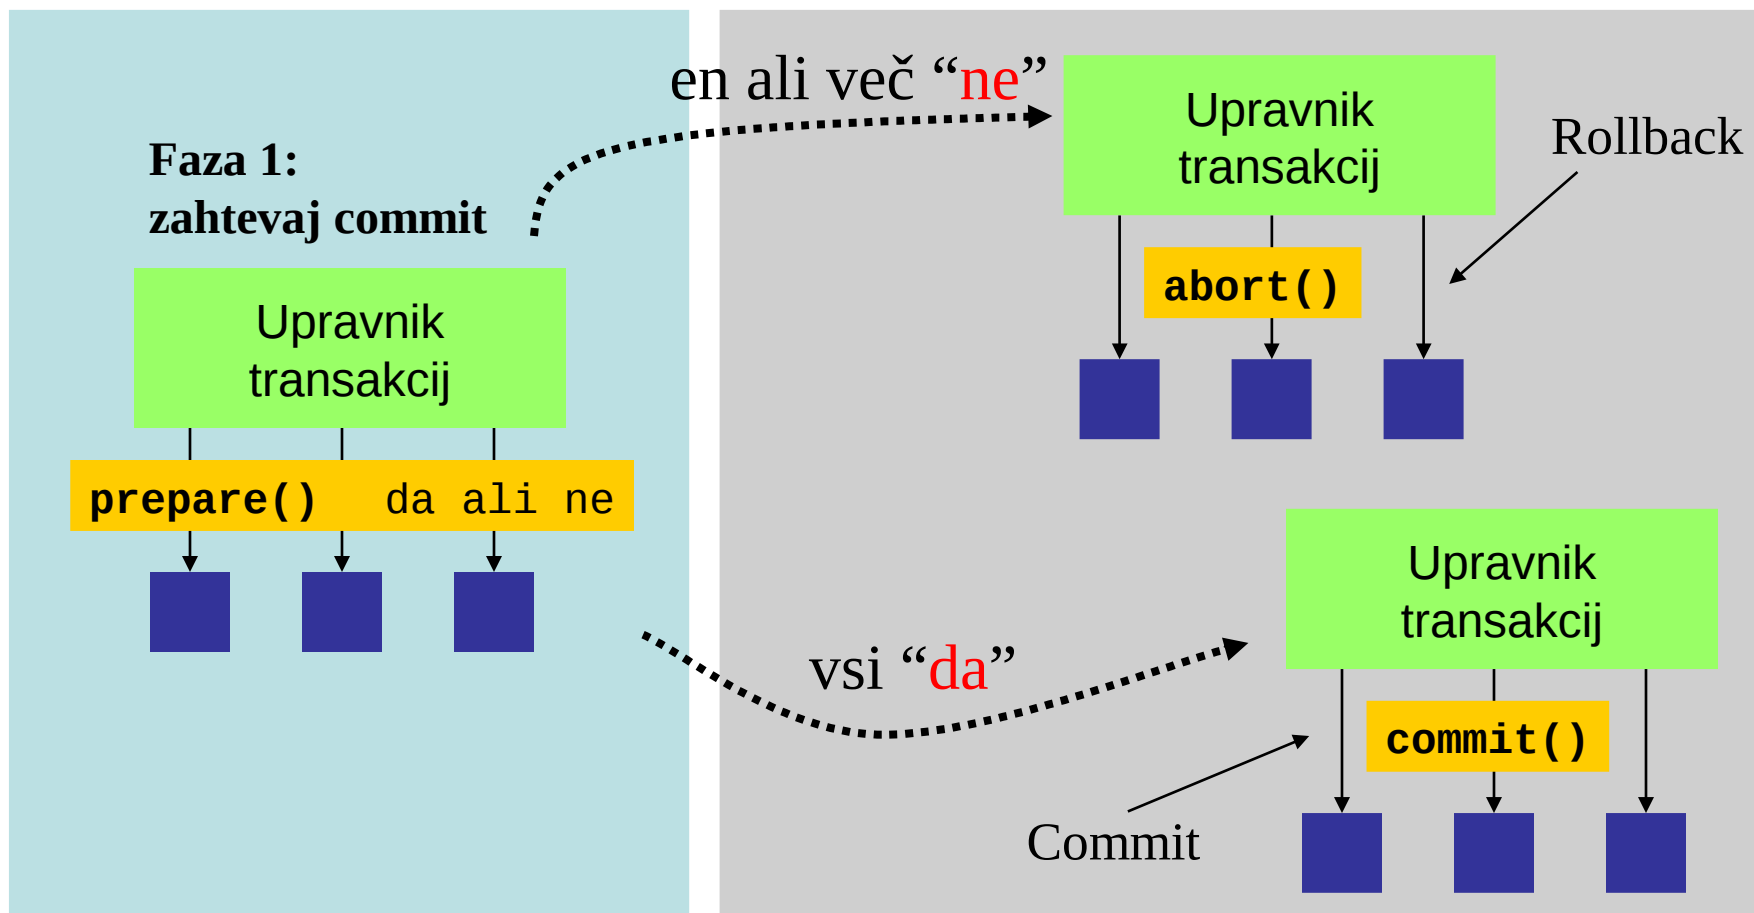 Faza 1:
zahtevaj commit
Upravnik
transakcij
prepare() da ali ne
en ali več “ne”
Upravnik
transakcij
Rollback
abort()
vsi “da”
Upravnik
transakcij
commit()
Commit